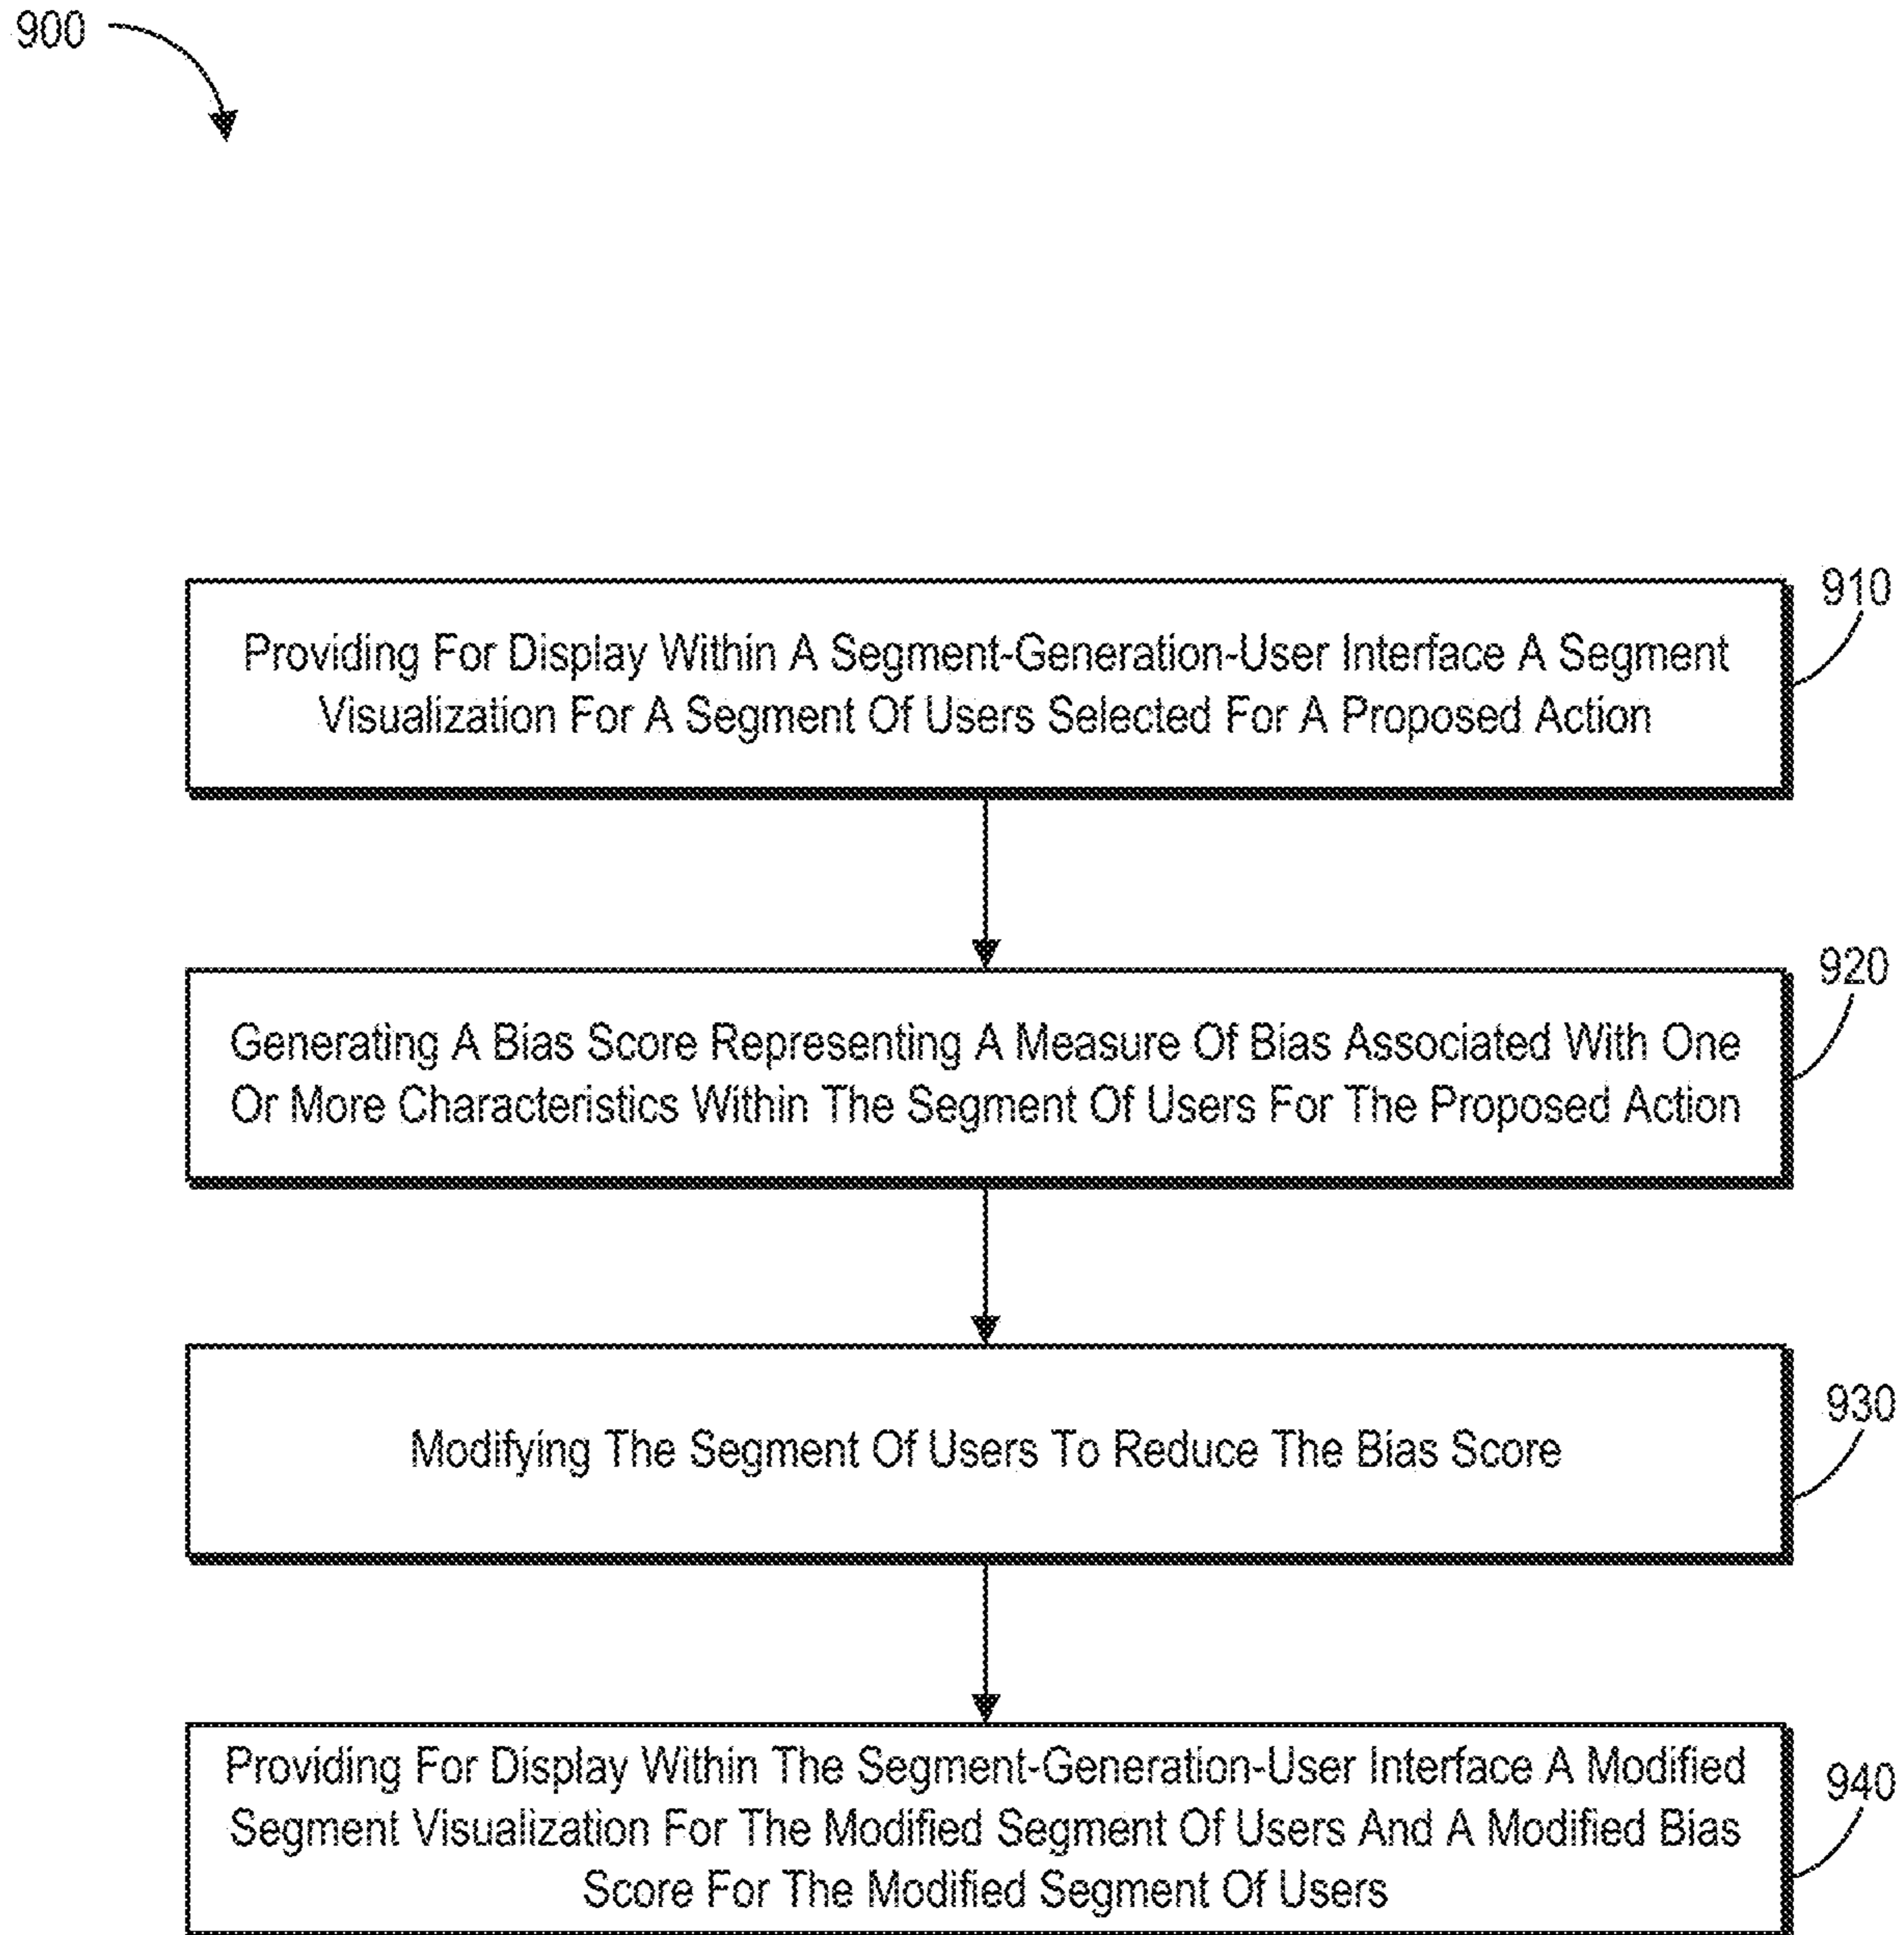 900
910
Providing For Display Within A Segment-Generation-User Interface A Segment
Visualization For A Segment Of Users Selected For A Proposed Action
920
Generating A Bias Score Representing A Measure Of Bias Associated With One
Or More Characteristics Within The Segment Of Users For The Proposed Action
930
Modifying The Segment Of Users To Reduce The Bias Score
940
Providing For Display Within The Segment-Generation-User Interface A Modified
Segment Visualization For The Modified Segment Of Users And A Modified Bias
Score For The Modified Segment Of Users